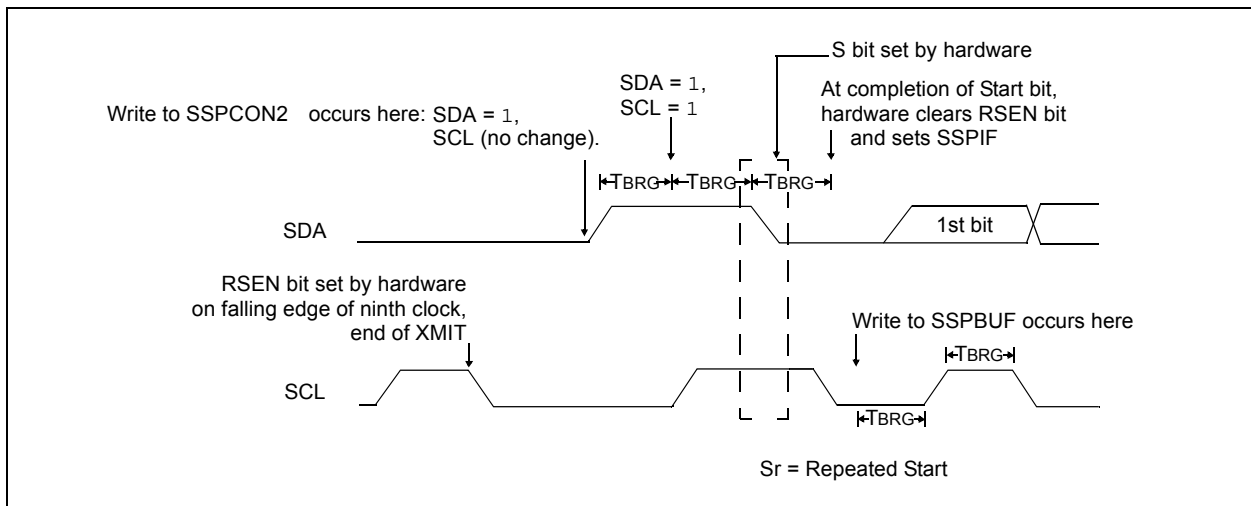 S bit set by hardware
SDA = 1,
SCL = 1
At completion of Start bit,
hardware clears RSEN bit
and sets SSPIF
Write to SSPCON2 occurs here: SDA = 1,
SCL (no change).
TBRG
TBRG
TBRG
SDA
1st bit
RSEN bit set by hardware
on falling edge of ninth clock,
end of XMIT
Write to SSPBUF occurs here
TBRG
SCL
TBRG
Sr = Repeated Start